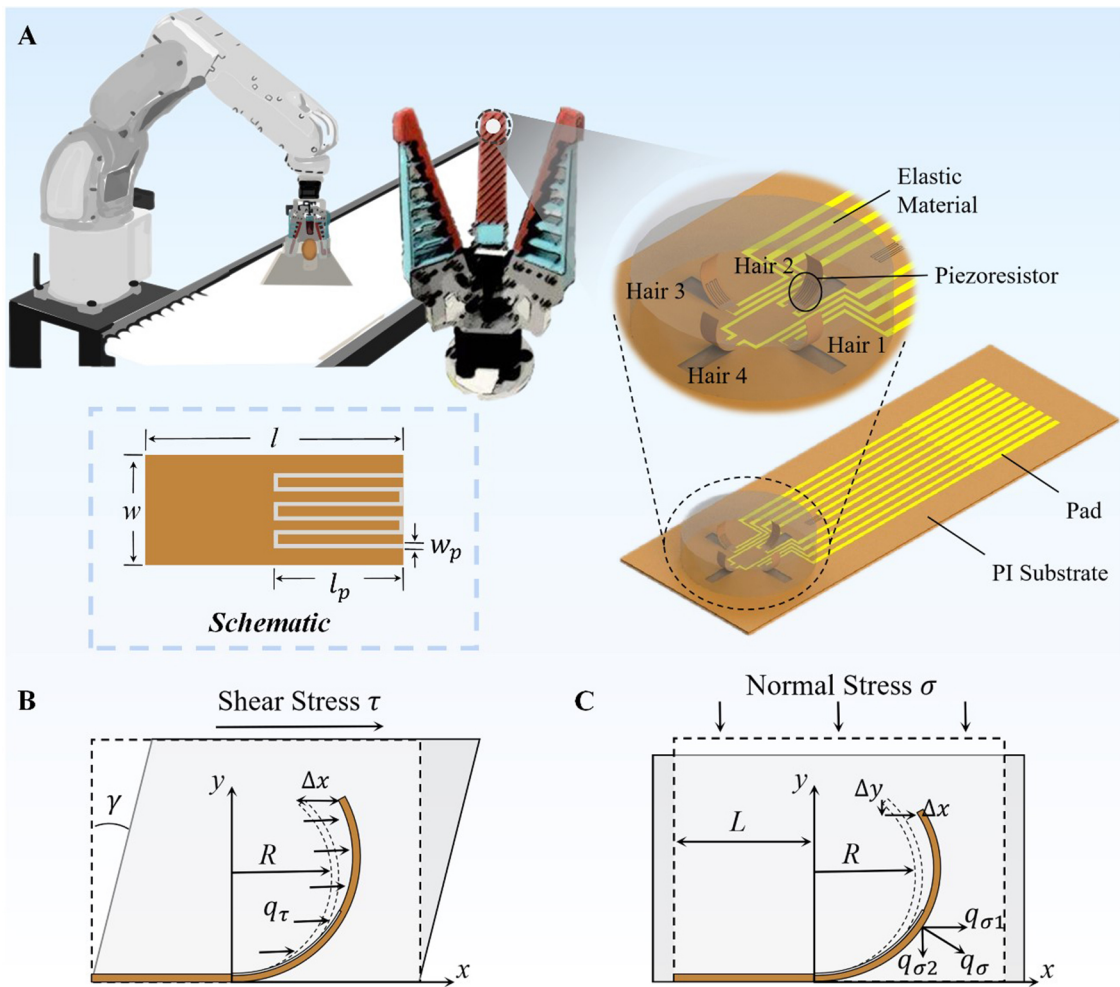 A
Elastic
Material
Hair 2
Piezoresistor
Hair 3
Hair 1
Hair 4
l
w
w_p
l_p
Schematic
Pad
PI Substrate
B
Shear Stress τ
y
Δx
γ
R
q_τ
x
C
Normal Stress σ
y
Δy
Δx
L
R
q_σ1
q_σ2
q_σ
x